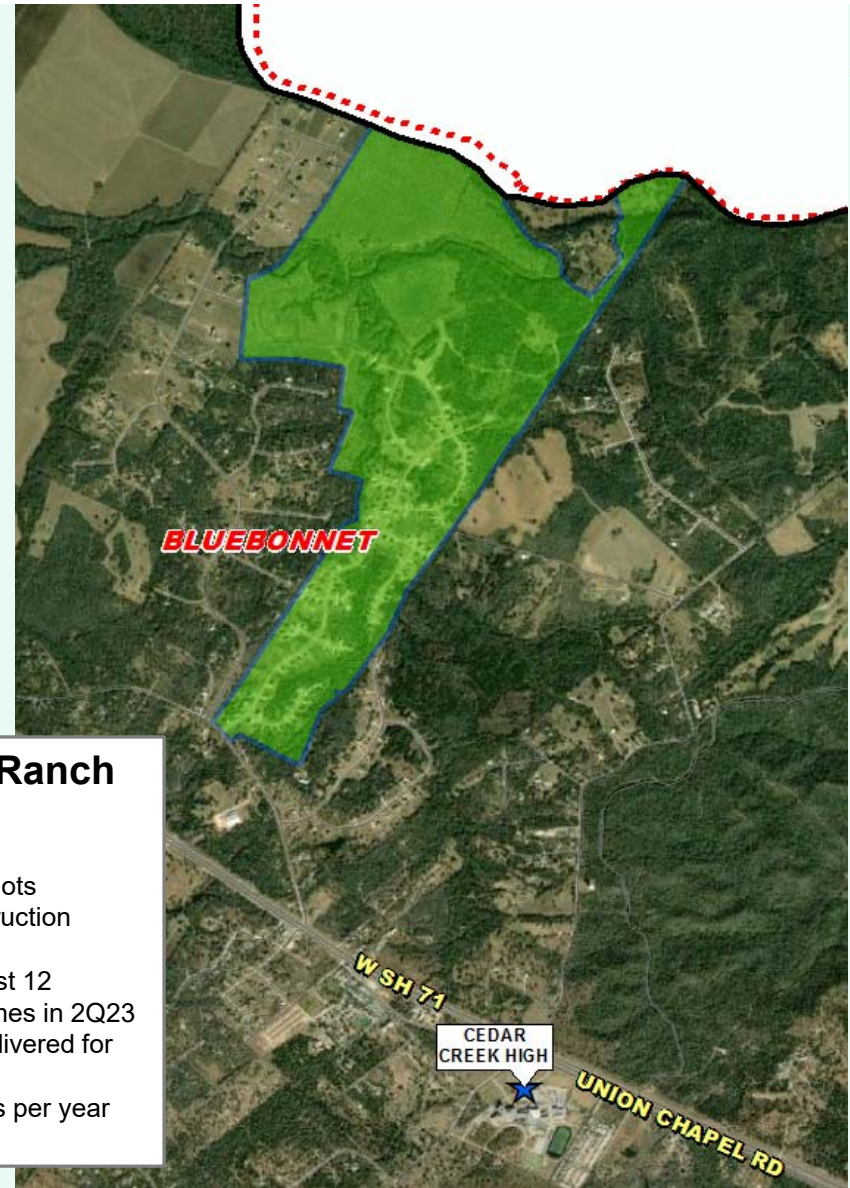 BLUEBONNET
Ranch
ots
ruction
st 12
nes in 2Q23
livered for
s per year
W SH 71
CEDAR
CREEK HIGH
UNION CHAPEL RD